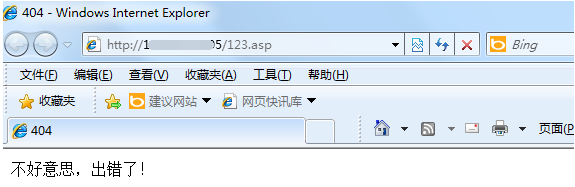 404 - Windows Internet Explorer
http://1 05/123.asp Bing
文件(F) 编辑(E) 查看(V) 收藏夹(A) 工具(T) 帮助(H)
收藏夹 建议网站 网页快讯库
404 页面(P
不好意思，出错了！